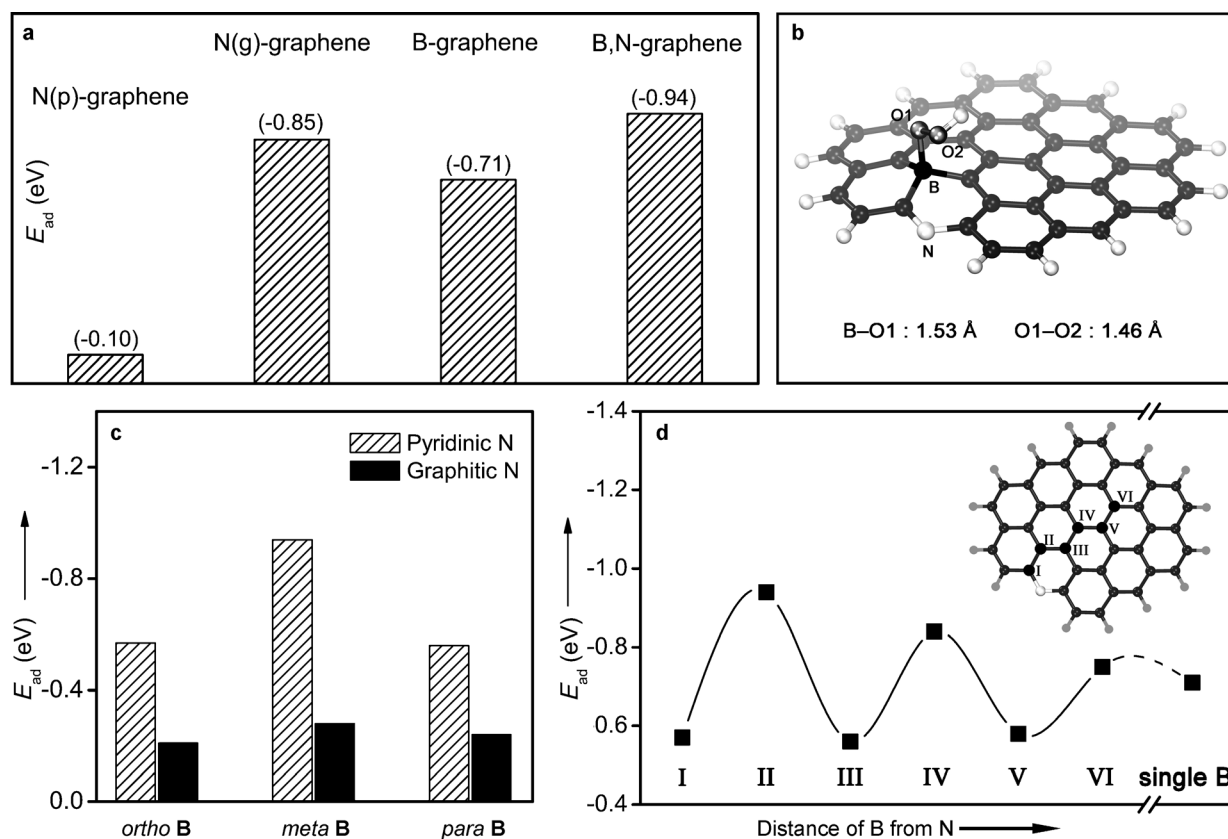 a
N(p)-graphene
N(g)-graphene
B-graphene
B,N-graphene
(-0.10)
(-0.85)
(-0.71)
(-0.94)
Ead (eV)
b
O1
O2
B
N
B–O1 : 1.53 Å O1–O2 : 1.46 Å
c
Pyridinic N
Graphitic N
-1.2
-0.8
-0.4
0.0
Ead (eV)
ortho B
meta B
para B
d
-1.4
-1.2
-1.0
-0.8
0.6
-0.4
Ead (eV)
VI
IV
V
II
III
I
I
II
III
IV
V
VI
single B
Distance of B from N